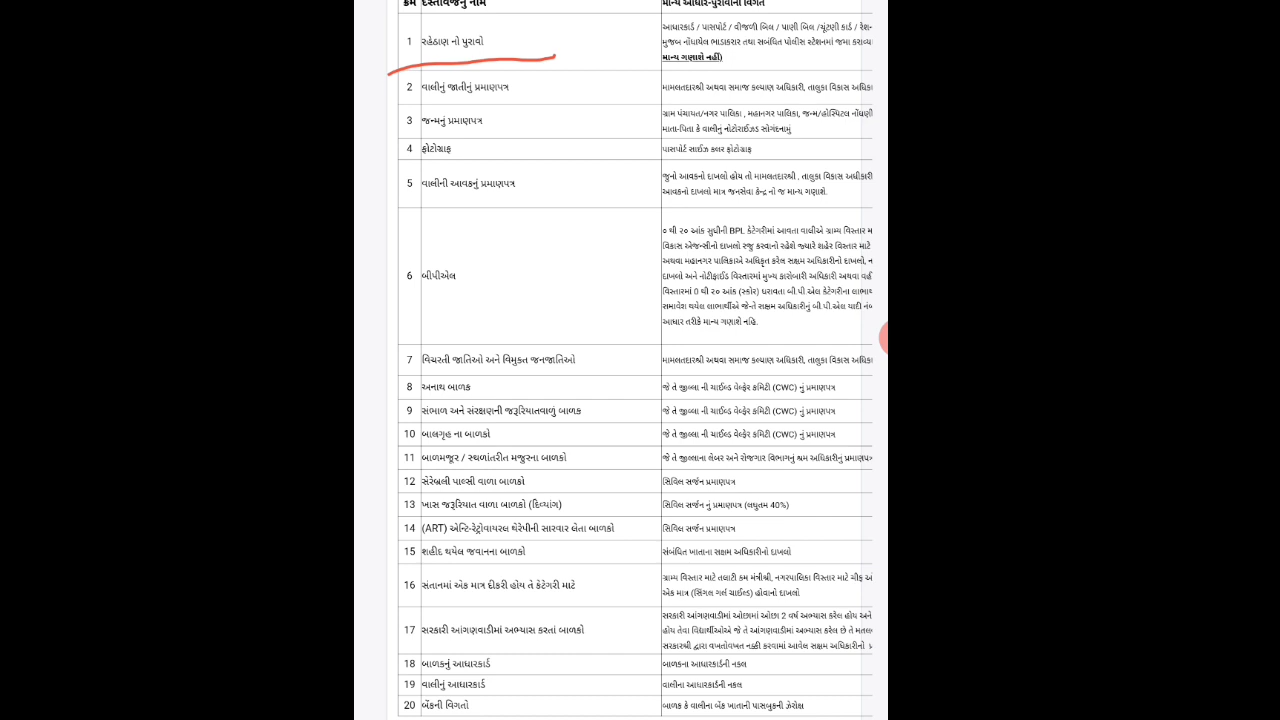 ક્રમ દસ્તાવેજનું નામ માન્ય આધાર-પુરાવાની વિગત
1 રહેઠાણ નો પુરાવો
આધારકાર્ડ / પાસપોર્ટ / વીજળી બિલ / પાણી બિલ /ચૂંટણી કાર્ડ / રેશન
મુજબ નોંધાયેલ ભાડાકરાર તથા સબંધિત પોલીસ સ્ટેશનમાં જમા કરાવ્યા
માન્ય ગણાશે નહીં)
2 વાલીનું જાતીનું પ્રમાણપત્ર મામલતદારશ્રી અથવા સમાજ કલ્યાણ અધિકારી, તાલુકા વિકાસ અધિકા
3 જન્મનું પ્રમાણપત્ર
ગ્રામ પંચાયત/નગર પાલિકા , મહાનગર પાલિકા, જન્મ/હોસ્પિટલ નોંધણી
માતા-પિતા કે વાલીનું નોટોરાઈઝડ સોગંદનામું
4 ફોટોગ્રાફ પાસપોર્ટ સાઈઝ કલર ફોટોગ્રાફ
5 વાલીની આવકનું પ્રમાણપત્ર
જુનો આવકનો દાખલો હોય તો મામલતદારશ્રી , તાલુકા વિકાસ અધીકારી
આવકનો દાખલો માત્ર જનસેવા કેન્દ્ર નો જ માન્ય ગણાશે.
6 બીપીએલ
૦ થી ૨૦ આંક સુધીની BPL કેટેગરીમાં આવતા વાલીએ ગ્રામ્ય વિસ્તાર મ
વિકાસ એજન્સીનો દાખલો રજુ કરવાનો રહેશે જ્યારે શહેર વિસ્તાર માટે
અથવા મહાનગર પાલિકાએ અધિકૃત કરેલ સક્ષમ અધિકારીનો દાખલો, ન
દાખલો અને નોટીફાઈડ વિસ્તારમાં મુખ્ય કારોબારી અધિકારી અથવા વહી
વિસ્તારમાં 0 થી ૨૦ આંક (સ્કોર) ધરાવતા બી.પી.એલ કેટેગરીના લાભાર્થ
સમાવેશ થયેલ લાભાર્થીએ જે-તે સક્ષમ અધિકારીનું બી.પી.એલ યાદી નંબ
આધાર તરીકે માન્ય ગણાશે નહિ.
7 વિચરતી જાતિઓ અને વિમુક્ત જનજાતિઓ મામલતદારશ્રી અથવા સમાજ કલ્યાણ અધિકારી, તાલુકા વિકાસ અધિકા
8 અનાથ બાળક જે તે જીલ્લા ની ચાઈલ્ડ વેલ્ફેર કમિટી (CWC) નું પ્રમાણપત્ર
9 સંભાળ અને સંરક્ષણની જરૂરિયાતવાળું બાળક જે તે જીલ્લા ની ચાઈલ્ડ વેલ્ફેર કમિટી (CWC) નું પ્રમાણપત્ર
10 બાલગૃહ ના બાળકો જે તે જીલ્લા ની ચાઈલ્ડ વેલ્ફેર કમિટી (CWC) નું પ્રમાણપત્ર
11 બાળમજૂર / સ્થળાંતરીત મજુરના બાળકો જે તે જીલ્લાના લેબર અને રોજગાર વિભાગનું શ્રમ અધિકારીનું પ્રમાણપત્ર
12 સેરેબ્રલી પાલ્સી વાળા બાળકો સિવિલ સર્જન પ્રમાણપત્ર
13 ખાસ જરૂરિયાત વાળા બાળકો (દિવ્યાંગ) સિવિલ સર્જન નું પ્રમાણપત્ર (લઘુતમ 40%)
14 (ART) એન્ટિ-રેટ્રોવાયરલ થેરેપીની સારવાર લેતા બાળકો સિવિલ સર્જન પ્રમાણપત્ર
15 શહીદ થયેલ જવાનના બાળકો સંબંધિત ખાતાના સક્ષમ અધિકારીનો દાખલો
16 સંતાનમાં એક માત્ર દીકરી હોય તે કેટેગરી માટે
ગ્રામ્ય વિસ્તાર માટે તલાટી કમ મંત્રીશ્રી, નગરપાલિકા વિસ્તાર માટે ચીફ ઓ
એક માત્ર (સિંગલ ગર્લ ચાઈલ્ડ) હોવાનો દાખલો
17 સરકારી આંગણવાડીમાં અભ્યાસ કરતાં બાળકો
સરકારી આંગણવાડીમાં ઓછામાં ઓછા 2 વર્ષ અભ્યાસ કરેલ હોય અને
હોય તેવા વિદ્યાર્થીઓએ જે તે આંગણવાડીમાં અભ્યાસ કરેલ છે તે મતલબ
સરકારશ્રી દ્વારા વખતોવખત નક્કી કરવામાં આવેલ સક્ષમ અધિકારીનો પ્ર
18 બાળકનું આધારકાર્ડ બાળકના આધારકાર્ડની નકલ
19 વાલીનું આધારકાર્ડ વાલીના આધારકાર્ડની નકલ
20 બેંકની વિગતો બાળક કે વાલીના બેંક ખાતાની પાસબુકની ઝેરોક્ષ